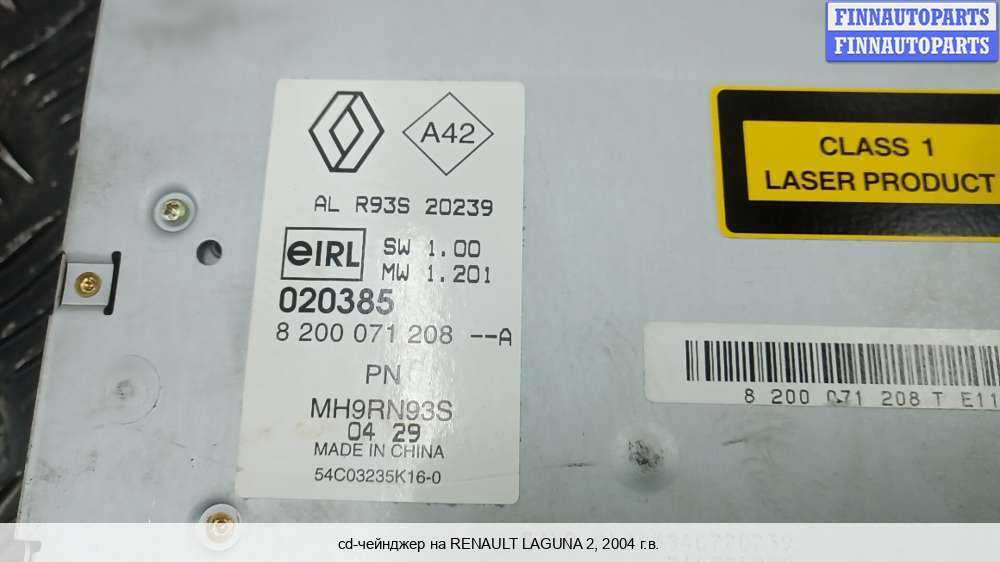 FINNAUTOPARTS
FINNAUTOPARTS
A42
AL R93S 20239
eIRL
SW 1.00
MW 1.201
020385
8 200 071 208 --A
PN
MH9RN93S
04 29
MADE IN CHINA
54C03235K16-0
CLASS 1
LASER PRODUCT
8 200 071 208 T E11
cd-чейнджер на RENAULT LAGUNA 2, 2004 г.в.